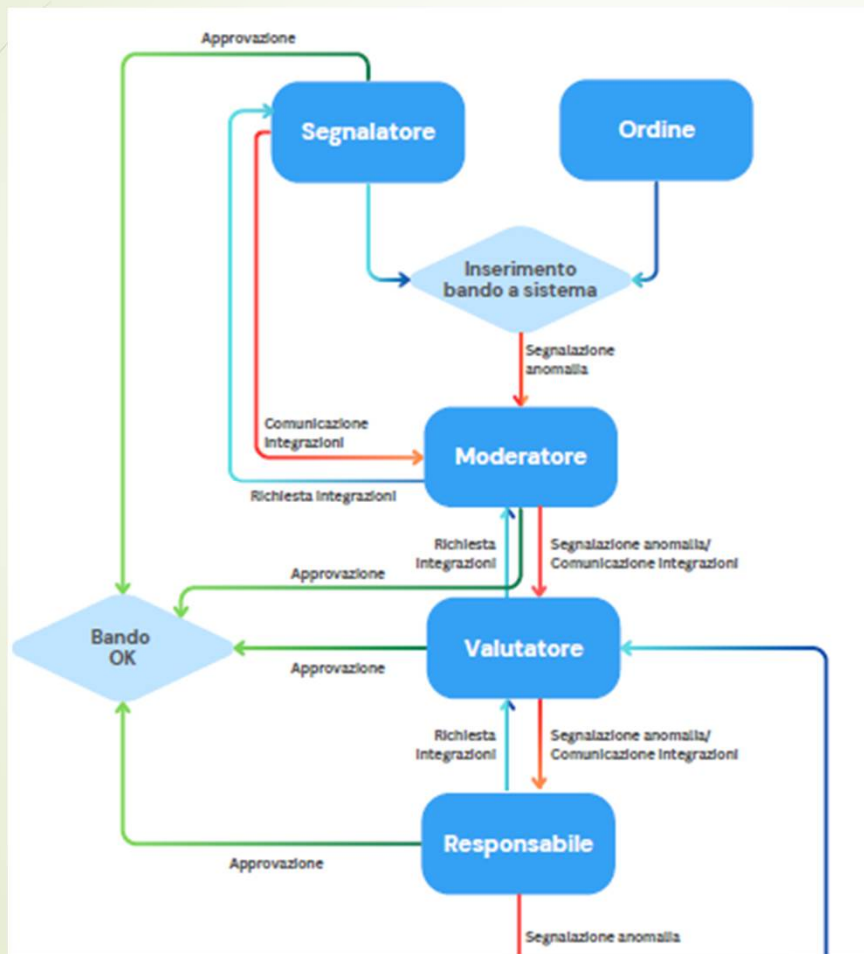 Approvazione
Segnalatore
Ordine
Inserimento
bando a sistema
Segnalazione
anomalia
Comunicazione
Integrazioni
Moderatore
Richiesta Integrazioni
Richiesta
Integrazioni
Segnalazione anomalia/
Comunicazione Integrazioni
Approvazione
Bando
OK
Valutatore
Approvazione
Richiesta
Integrazioni
Segnalazione anomalia/
Comunicazione Integrazioni
Responsabile
Approvazione
Segnalazione anomalia